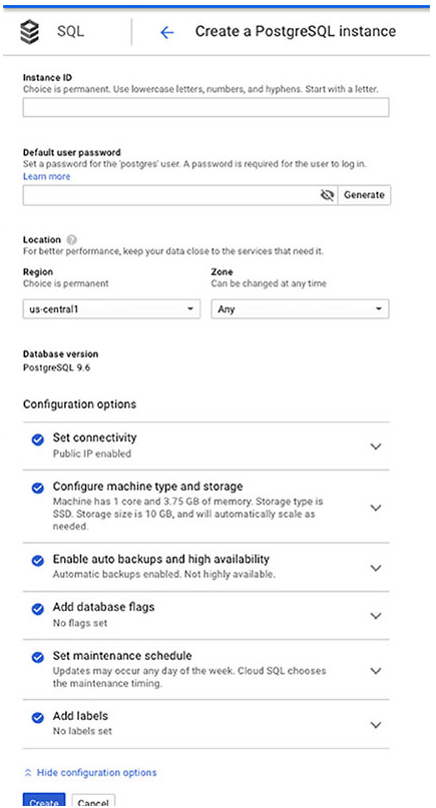 SQL
Create a PostgreSQL instance
Instance ID
Choice is permanent. Use lowercase letters, numbers, and hyphens. Start with a letter.
Default user password
Set a password for the 'postgres' user. A password is required for the user to log in.
Learn more
Generate
Location
For better performance, keep your data close to the services that need it.
Region
Choice is permanent
Zone
Can be changed at any time
us-central1
Any
Database version
PostgreSQL 9.6
Configuration options
Set connectivity
Public IP enabled
Configure machine type and storage
Machine has 1 core and 3.75 GB of memory. Storage type is
SSD. Storage size is 10 GB, and will automatically scale as
needed.
Enable auto backups and high availability
Automatic backups enabled. Not highly available.
Add database flags
No flags set
Set maintenance schedule
Updates may occur any day of the week. Cloud SQL chooses
the maintenance timing.
Add labels
No labels set
Hide configuration options
Create
Cancel